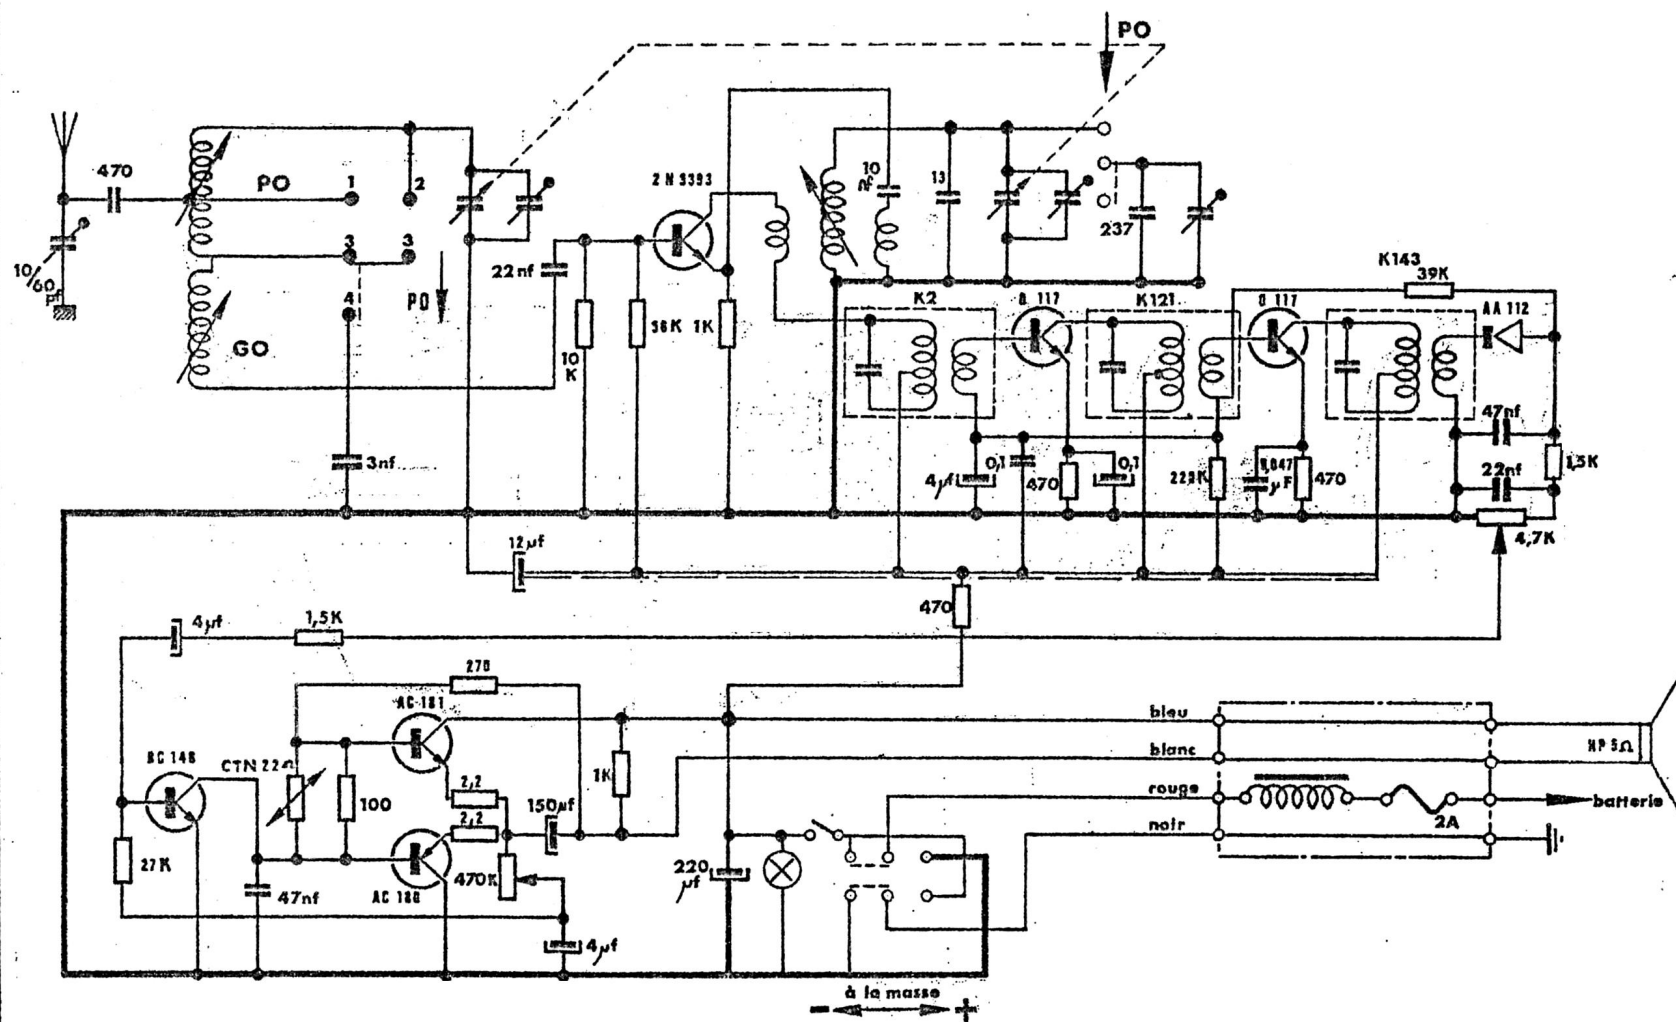 PO
470
PO
1
2
3
3
4
PO
GO
10/60 pf
3nf
22nf
10
K
56K
1K
2N3393
10
nf
13
237
K2
B 117
K121
B 117
K143
39K
AA 112
47nf
1,5K
22nf
4,7K
4µf
0,1
470
0,1
0,047
µF
470
12µf
470
4µf
1,5K
270
AC 181
BC 148
CTN 22Ω
100
2,2
2,2
150µf
1K
27K
47nf
AC 180
470K
4µf
220
µf
bleu
blanc
rouge
noir
HP 5Ω
batterie
2A
à la masse
- +